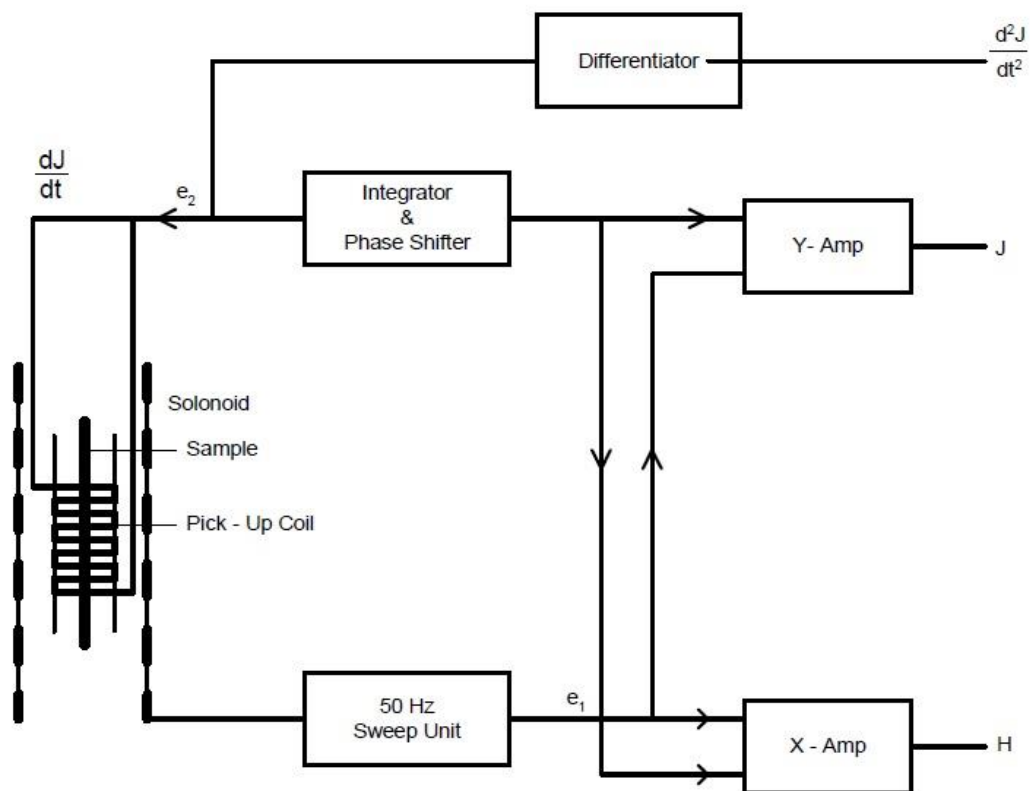 d²J
dt²
Differentiator
dJ
dt
e₂
Integrator
&
Phase Shifter
Y- Amp
J
Solonoid
Sample
Pick - Up Coil
50 Hz
Sweep Unit
e₁
X - Amp
H